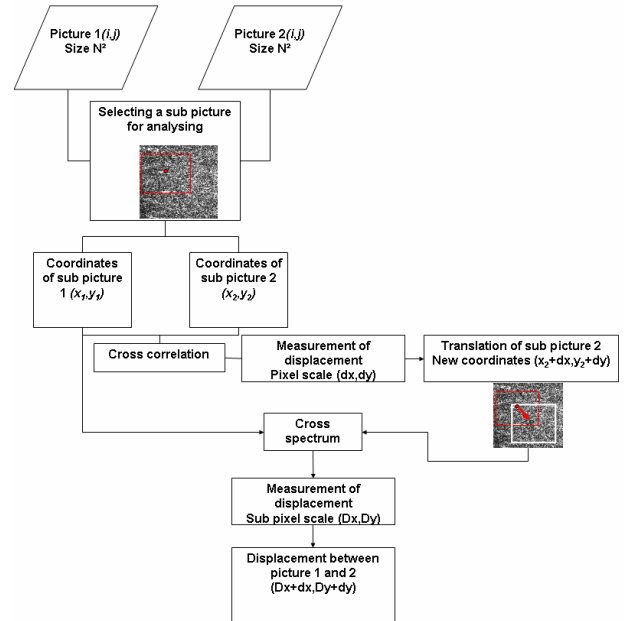 Picture 1(i,j)
Size N²
Picture 2(i,j)
Size N²
Selecting a sub picture
for analysing
Coordinates
of sub picture
1 (x₁,y₁)
Coordinates of
sub picture 2
(x₂,y₂)
Cross correlation
Measurement of
displacement
Pixel scale (dx,dy)
Translation of sub picture 2
New coordinates (x₂+dx,y₂+dy)
Cross
spectrum
Measurement of
displacement
Sub pixel scale (Dx,Dy)
Displacement between
picture 1 and 2
(Dx+dx,Dy+dy)